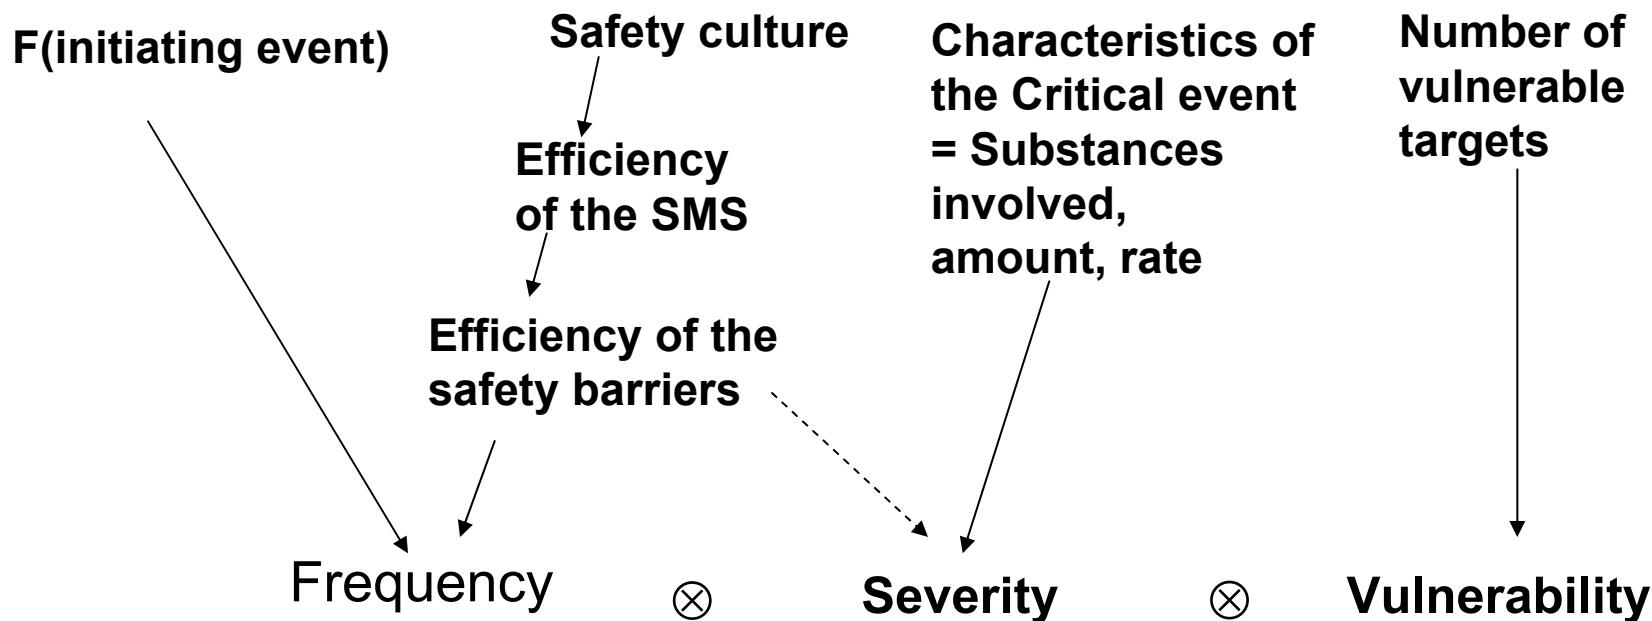 F(initiating event)
Safety culture
Efficiency
of the SMS
Efficiency of the
safety barriers
Characteristics of
the Critical event
= Substances
involved,
amount, rate
Number of
vulnerable
targets
Frequency ⊗ Severity ⊗ Vulnerability